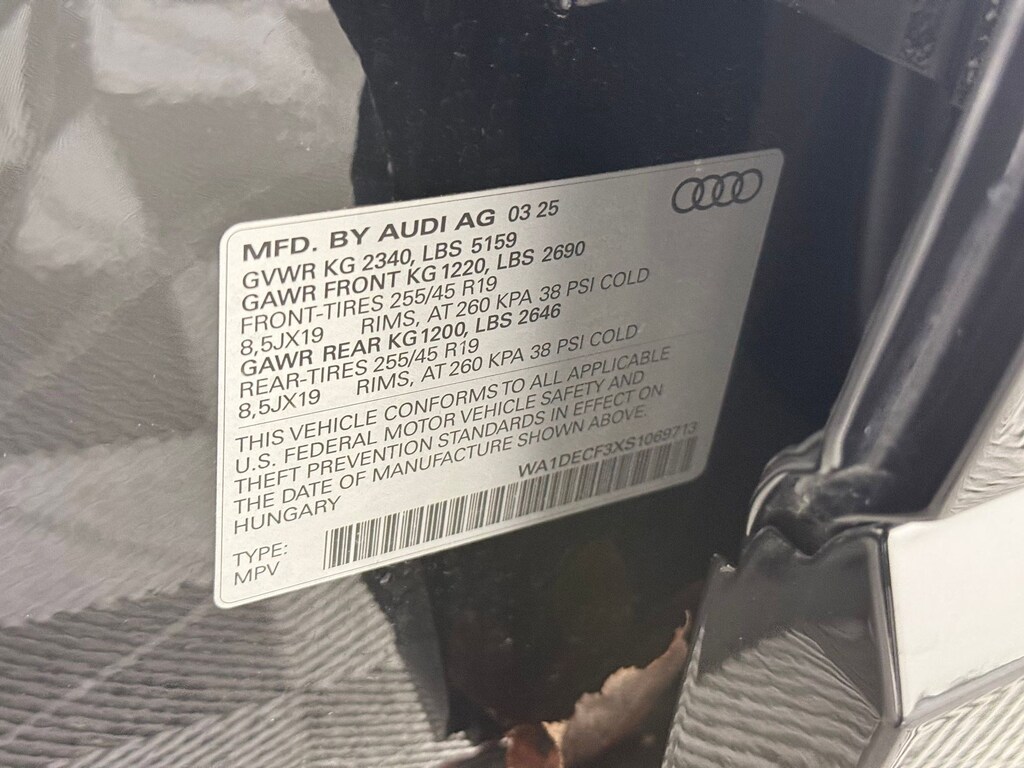 MFD. BY AUDI AG 03 25
GVWR KG 2340, LBS 5159
GAWR FRONT KG 1220, LBS 2690
FRONT-TIRES 255/45 R19
8,5JX19 RIMS, AT 260 KPA 38 PSI COLD
GAWR REAR KG 1200, LBS 2646
REAR-TIRES 255/45 R19
8,5JX19 RIMS, AT 260 KPA 38 PSI COLD
THIS VEHICLE CONFORMS TO ALL APPLICABLE
U.S. FEDERAL MOTOR VEHICLE SAFETY AND
THEFT PREVENTION STANDARDS IN EFFECT ON
THE DATE OF MANUFACTURE SHOWN ABOVE.
HUNGARY WA1DECF3XS1069713
TYPE:
MPV